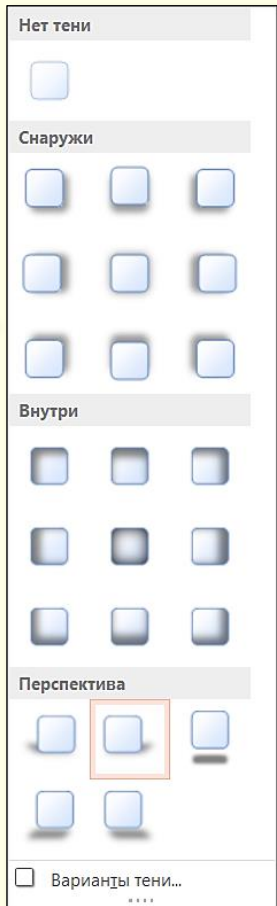 Нет тени
Снаружи
Внутри
Перспектива
Варианты тени...